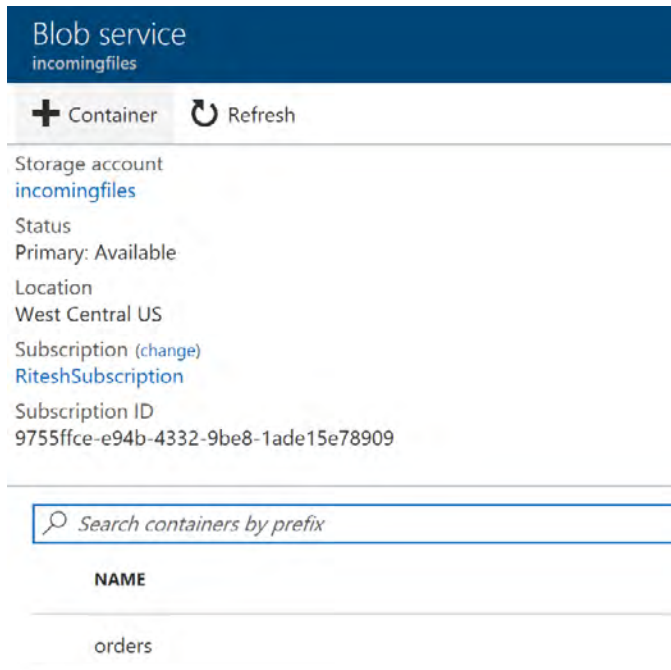 Blob service
incomingfiles
Container Refresh
Storage account
incomingfiles
Status
Primary: Available
Location
West Central US
Subscription (change)
RiteshSubscription
Subscription ID
9755ffce-e94b-4332-9be8-1ade15e78909
Search containers by prefix
NAME
orders